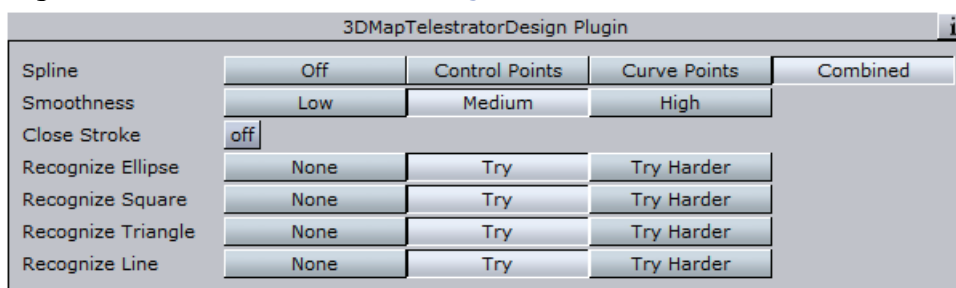 3DMapTelestratorDesign Plugin i
Spline Off Control Points Curve Points Combined
Smoothness Low Medium High
Close Stroke off
Recognize Ellipse None Try Try Harder
Recognize Square None Try Try Harder
Recognize Triangle None Try Try Harder
Recognize Line None Try Try Harder